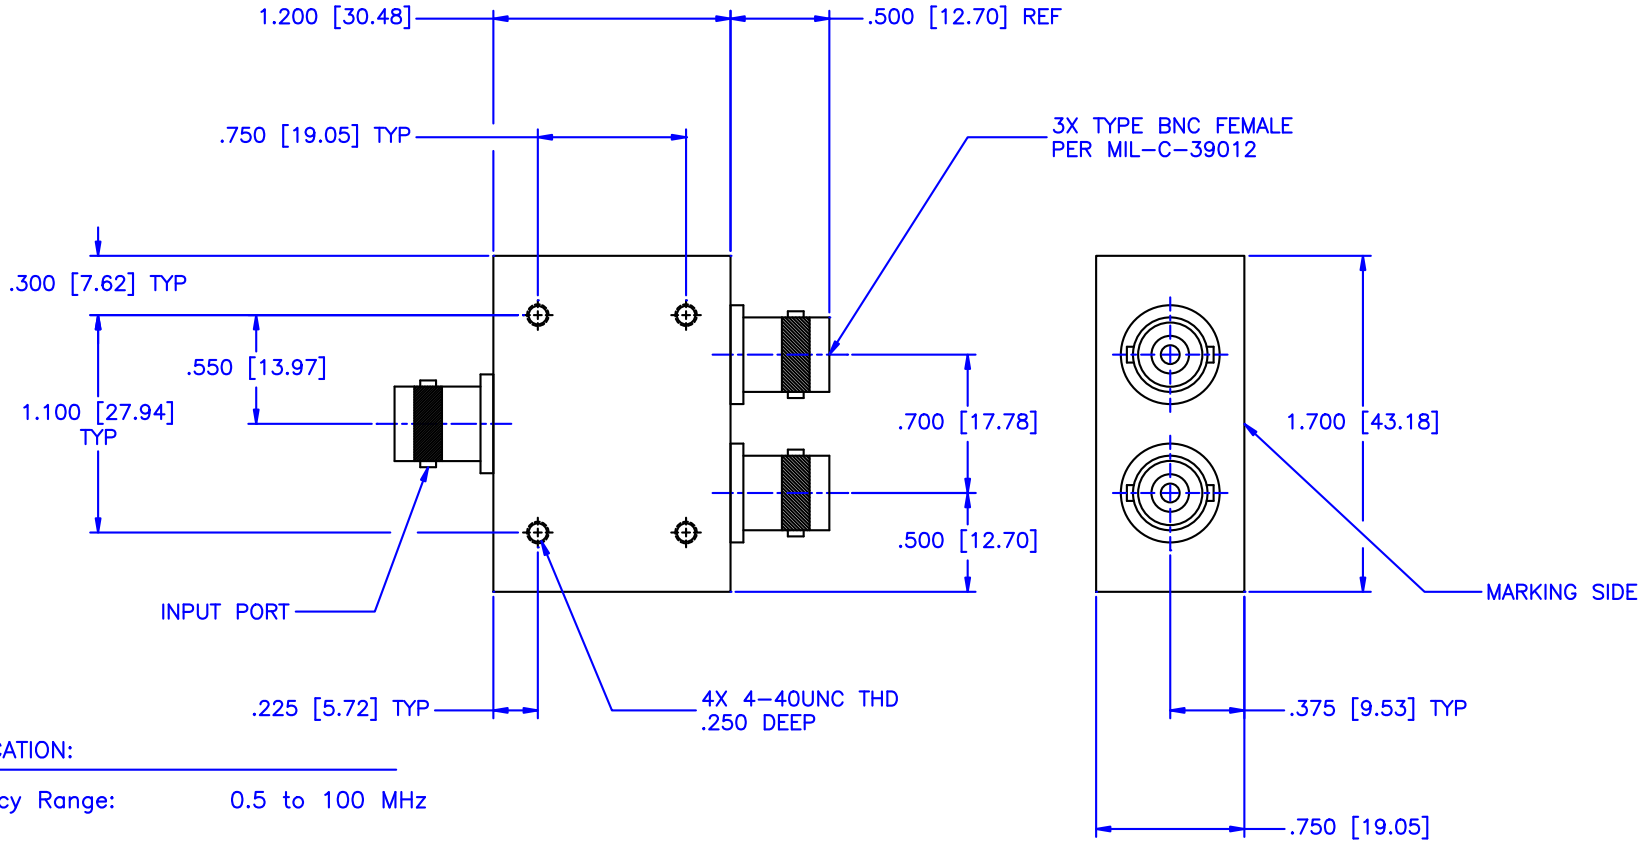 1.200 [30.48]
.500 [12.70] REF
.750 [19.05] TYP
3X TYPE BNC FEMALE
PER MIL-C-39012
.300 [7.62] TYP
.550 [13.97]
1.100 [27.94]
TYP
.700 [17.78]
1.700 [43.18]
.500 [12.70]
INPUT PORT
MARKING SIDE
.225 [5.72] TYP
4X 4-40UNC THD
.250 DEEP
.375 [9.53] TYP
CATION:
cy Range: 0.5 to 100 MHz
.750 [19.05]